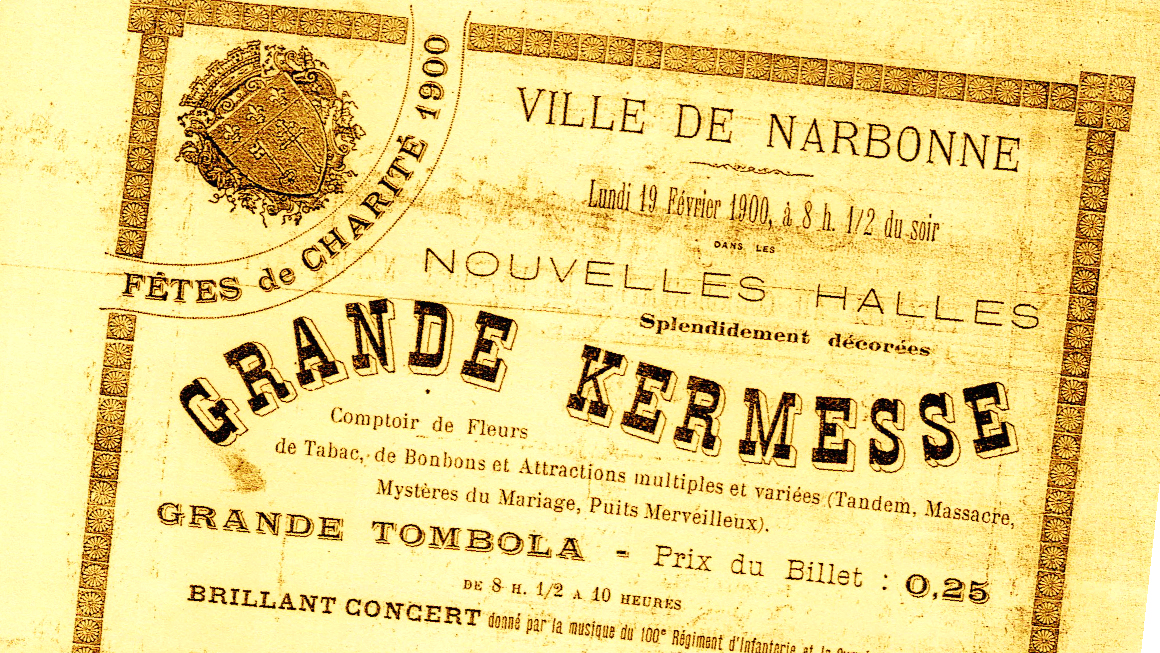 FÊTES de CHARITÉ 1900
VILLE DE NARBONNE
Lundi 19 Février 1900, à 8 h. 1/2 du soir
DANS LES
NOUVELLES HALLES
Splendidement décorées
GRANDE KERMESSE
Comptoir de Fleurs
de Tabac, de Bonbons et Attractions multiples et variées (Tandem, Massacre,
Mystères du Mariage, Puits Merveilleux).
GRANDE TOMBOLA - Prix du Billet : 0,25
DE 8 H. 1/2 A 10 HEURES
BRILLANT CONCERT donné par la musique du 100e Régiment d'Infanterie et la